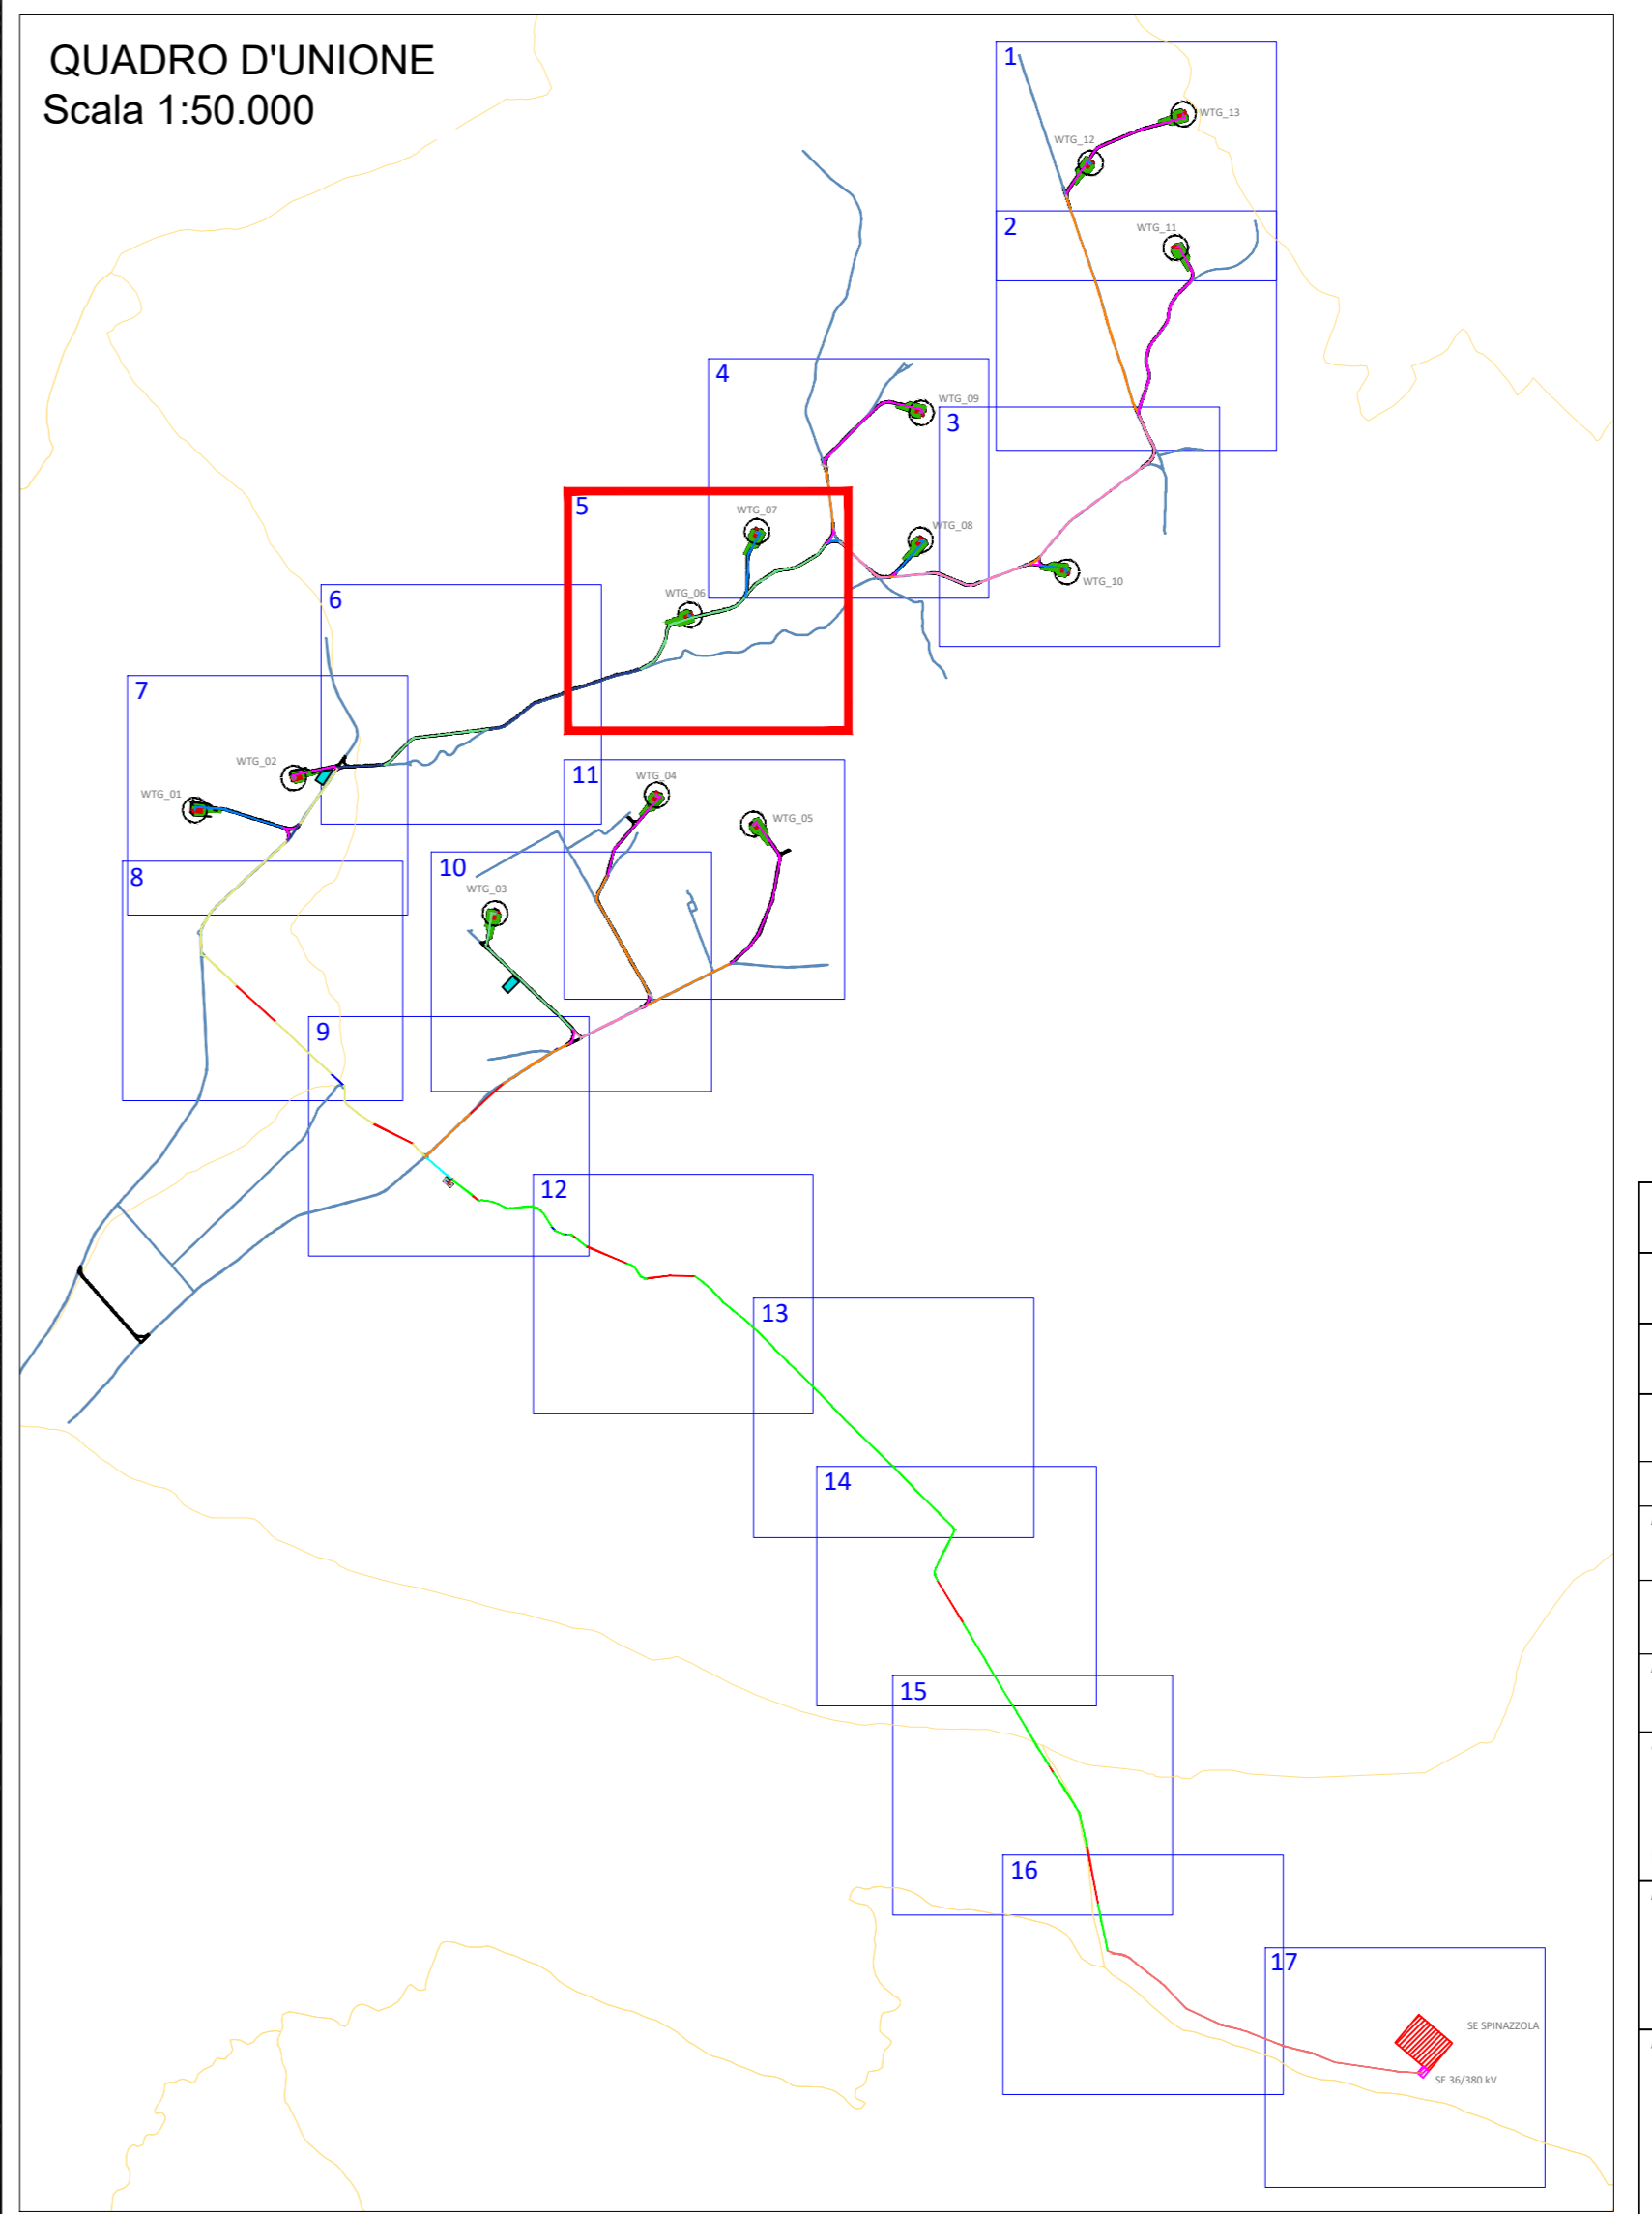 QUADRO D'UNIONE
Scala 1:50.000
1
WTG_13
WTG_12
2
WTG_11
4
WTG_09
3
5
WTG_07
WTG_08
WTG_10
6
WTG_06
7
WTG_02
WTG_01
11
WTG_04
WTG_05
8
10
WTG_03
9
12
13
14
15
16
17
SE SPINAZZOLA
SE 36/380 kV